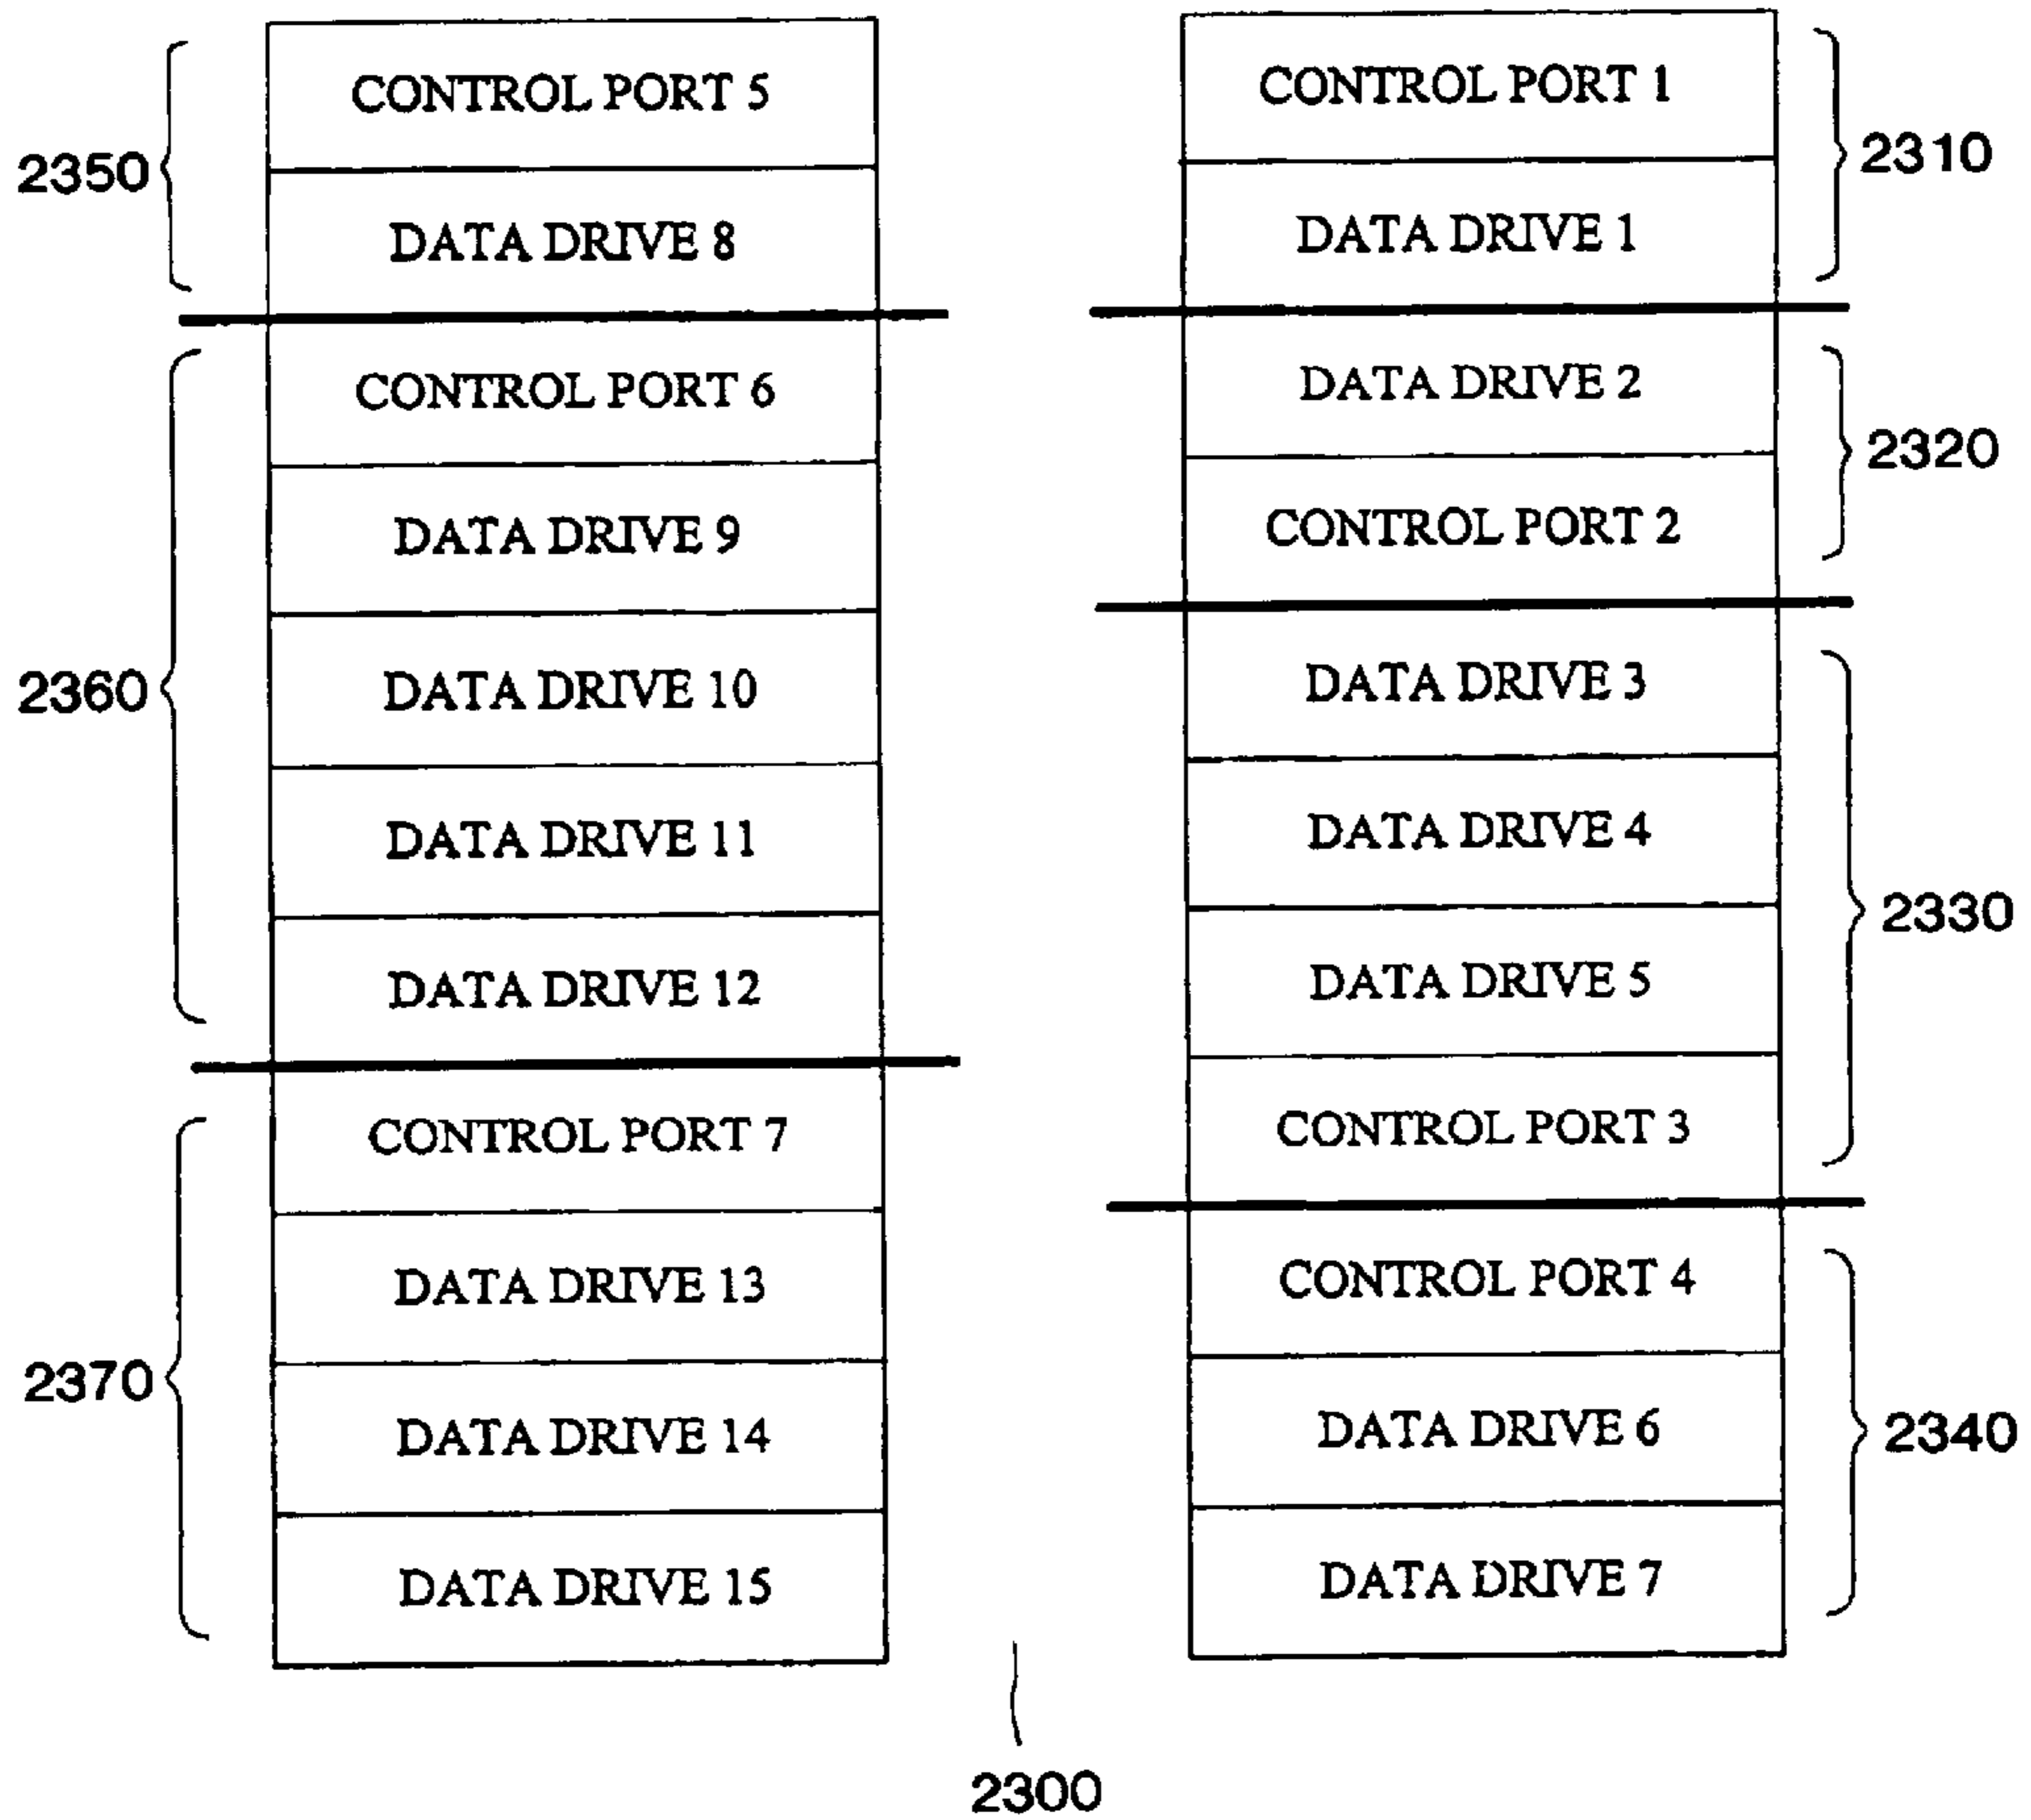 CONTROL PORT 5
DATA DRIVE 8
2350
CONTROL PORT 6
DATA DRIVE 9
DATA DRIVE 10
DATA DRIVE 11
DATA DRIVE 12
2360
CONTROL PORT 7
DATA DRIVE 13
DATA DRIVE 14
DATA DRIVE 15
2370
CONTROL PORT 1
DATA DRIVE 1
2310
DATA DRIVE 2
CONTROL PORT 2
2320
DATA DRIVE 3
DATA DRIVE 4
DATA DRIVE 5
CONTROL PORT 3
2330
CONTROL PORT 4
DATA DRIVE 6
DATA DRIVE 7
2340
2300